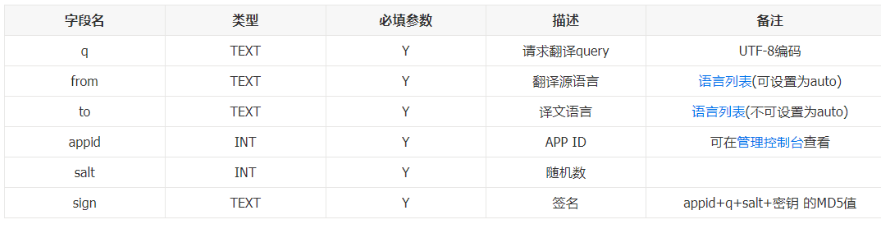 字段名 类型 必填参数 描述 备注
q TEXT Y 请求翻译query UTF-8编码
from TEXT Y 翻译源语言 语言列表(可设置为auto)
to TEXT Y 译文语言 语言列表(不可设置为auto)
appid INT Y APP ID 可在管理控制台查看
salt INT Y 随机数
sign TEXT Y 签名 appid+q+salt+密钥 的MD5值